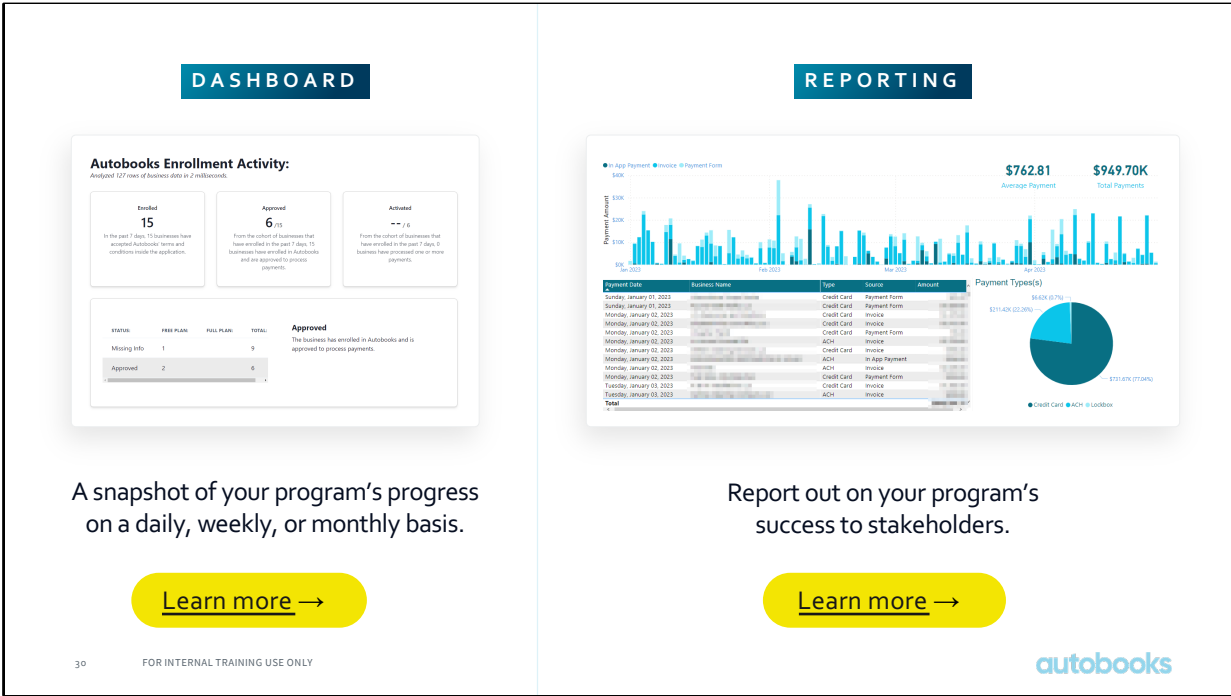 DASHBOARD
Autobooks Enrollment Activity:
Analyzed 127 rows of business data in 2 milliseconds.
Enrolled
15
In the past 7 days, 15 businesses have
accepted Autobooks' terms and
conditions inside the application.
Approved
6 /15
From the cohort of businesses that
have enrolled in the past 7 days, 15
businesses have enrolled in Autobooks
and are approved to process
payments.
Activated
-- / 6
From the cohort of businesses that
have enrolled in the past 7 days, 0
business have processed one or more
payments.
STATUS: FREE PLAN: FULL PLAN: TOTAL:
Missing Info 1 9
Approved 2 6
Approved
The business has enrolled in Autobooks and is
approved to process payments.
A snapshot of your program's progress
on a daily, weekly, or monthly basis.
Learn more →
REPORTING
In App Payment Invoice Payment Form
$762.81
Average Payment
$949.70K
Total Payments
Payment Amount
$40K
$30K
$20K
$10K
$0K
Jan 2023 Feb 2023 Mar 2023 Apr 2023
Payment Date Business Name Type Source Amount
Sunday, January 01, 2023 Credit Card Payment Form
Sunday, January 01, 2023 Credit Card Payment Form
Monday, January 02, 2023 Credit Card Invoice
Monday, January 02, 2023 Credit Card Invoice
Monday, January 02, 2023 Credit Card Payment Form
Monday, January 02, 2023 ACH Invoice
Monday, January 02, 2023 Credit Card Invoice
Monday, January 02, 2023 ACH In App Payment
Monday, January 02, 2023 ACH Invoice
Monday, January 02, 2023 Credit Card Payment Form
Tuesday, January 03, 2023 Credit Card Invoice
Tuesday, January 03, 2023 ACH Invoice
Total
Payment Types(s)
$6.62K (0.7%)
$211.42K (22.26%)
$731.67K (77.04%)
Credit Card ACH Lockbox
Report out on your program's
success to stakeholders.
Learn more →
30 FOR INTERNAL TRAINING USE ONLY
autobooks